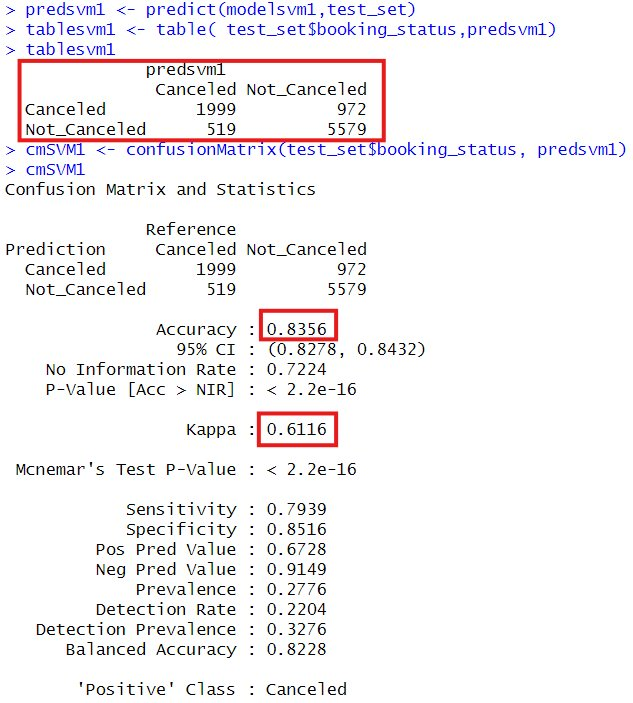 > predsvm1 <- predict(modelsvm1,test_set)
> tablesvm1 <- table( test_set$booking_status,predsvm1)
> tablesvm1
predsvm1
Canceled Not_Canceled
Canceled 1999 972
Not_Canceled 519 5579
> cmSVM1 <- confusionMatrix(test_set$booking_status, predsvm1)
> cmSVM1
Confusion Matrix and Statistics
Reference
Prediction Canceled Not_Canceled
Canceled 1999 972
Not_Canceled 519 5579
Accuracy : 0.8356
95% CI : (0.8278, 0.8432)
No Information Rate : 0.7224
P-Value [Acc > NIR] : < 2.2e-16
Kappa : 0.6116
Mcnemar's Test P-Value : < 2.2e-16
Sensitivity : 0.7939
Specificity : 0.8516
Pos Pred Value : 0.6728
Neg Pred Value : 0.9149
Prevalence : 0.2776
Detection Rate : 0.2204
Detection Prevalence : 0.3276
Balanced Accuracy : 0.8228
'Positive' Class : Canceled